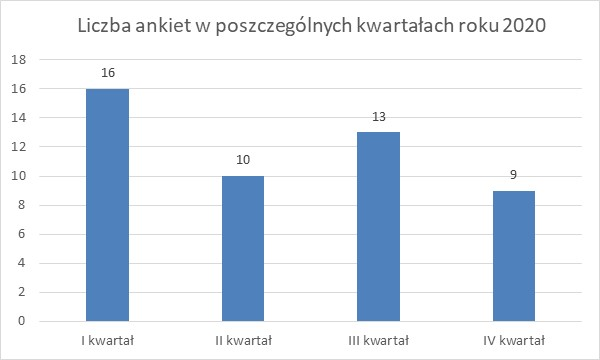 Liczba ankiet w poszczególnych kwartałach roku 2020
18
16
14
12
10
8
6
4
2
0
16
10
13
9
I kwartał
II kwartał
III kwartał
IV kwartał